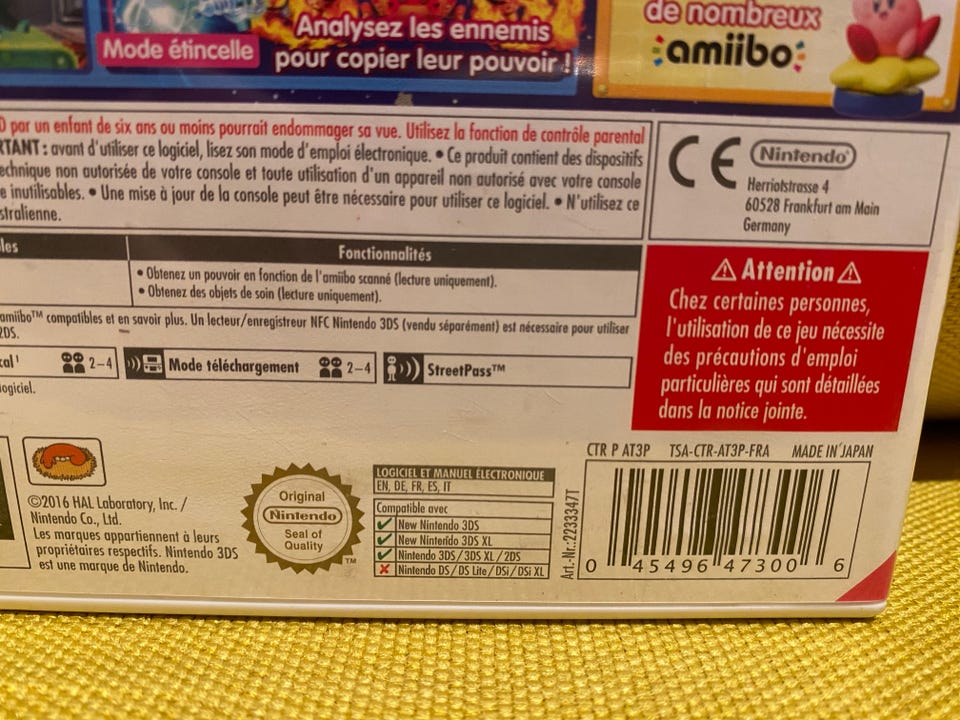 Mode étincelle
Analysez les ennemis
pour copier leur pouvoir !
de nombreux
amiibo
D par un enfant de six ans ou moins pourrait endommager sa vue. Utilisez la fonction de contrôle parental
RTANT : avant d'utiliser ce logiciel, lisez son mode d'emploi électronique. • Ce produit contient des dispositifs
echnique non autorisée de votre console et toute utilisation d'un appareil non autorisé avec votre console
e inutilisables. • Une mise à jour de la console peut être nécessaire pour utiliser ce logiciel. • N'utilisez ce
stralienne.
CE
Nintendo®
Herriotstrasse 4
60528 Frankfurt am Main
Germany
les
Fonctionnalités
• Obtenez un pouvoir en fonction de l'amiibo scanné (lecture uniquement).
• Obtenez des objets de soin (lecture uniquement).
amiibo™ compatibles et en savoir plus. Un lecteur/enregistreur NFC Nintendo 3DS (vendu séparément) est nécessaire pour utiliser
2DS.
cal¹
2-4
Mode téléchargement
2-4
StreetPass™
logiciel.
Attention
Chez certaines personnes,
l'utilisation de ce jeu nécessite
des précautions d'emploi
particulières qui sont détaillées
dans la notice jointe.
©2016 HAL Laboratory, Inc. /
Nintendo Co., Ltd.
Les marques appartiennent à leurs
propriétaires respectifs. Nintendo 3DS
est une marque de Nintendo.
Original
Nintendo
Seal of
Quality
™
LOGICIEL ET MANUEL ÉLECTRONIQUE
EN, DE, FR, ES, IT
Compatible avec
New Nintendo 3DS
New Nintendo 3DS XL
Nintendo 3DS/3DS XL/2DS
Nintendo DS/DS Lite/DSi/DSi XL
Art.-Nr.: 2233347T
CTR P AT3P TSA-CTR-AT3P-FRA MADE IN JAPAN
0 45496 47300 6